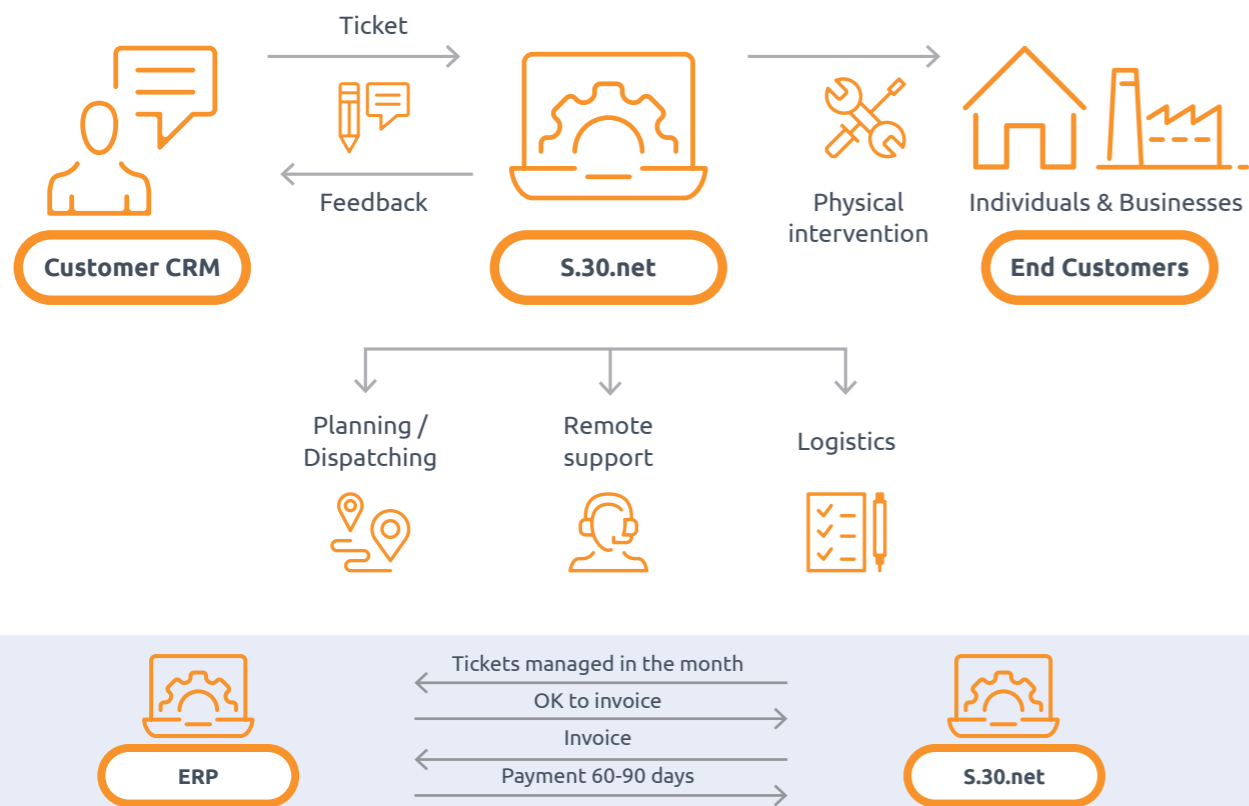 Ticket
Feedback
Physical
intervention
Individuals & Businesses
Customer CRM
S.30.net
End Customers
Planning /
Dispatching
Remote
support
Logistics
Tickets managed in the month
OK to invoice
Invoice
Payment 60-90 days
ERP
S.30.net